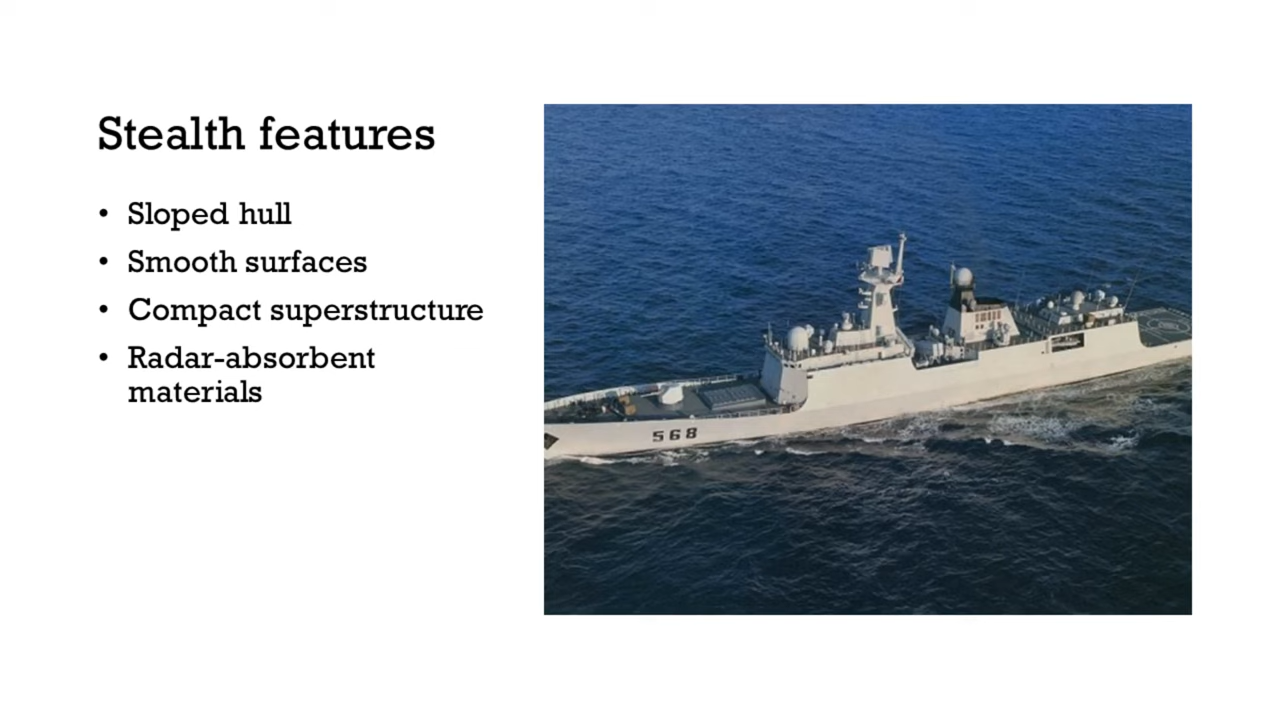 Stealth features
• Sloped hull
• Smooth surfaces
• Compact superstructure
• Radar-absorbent
materials
568